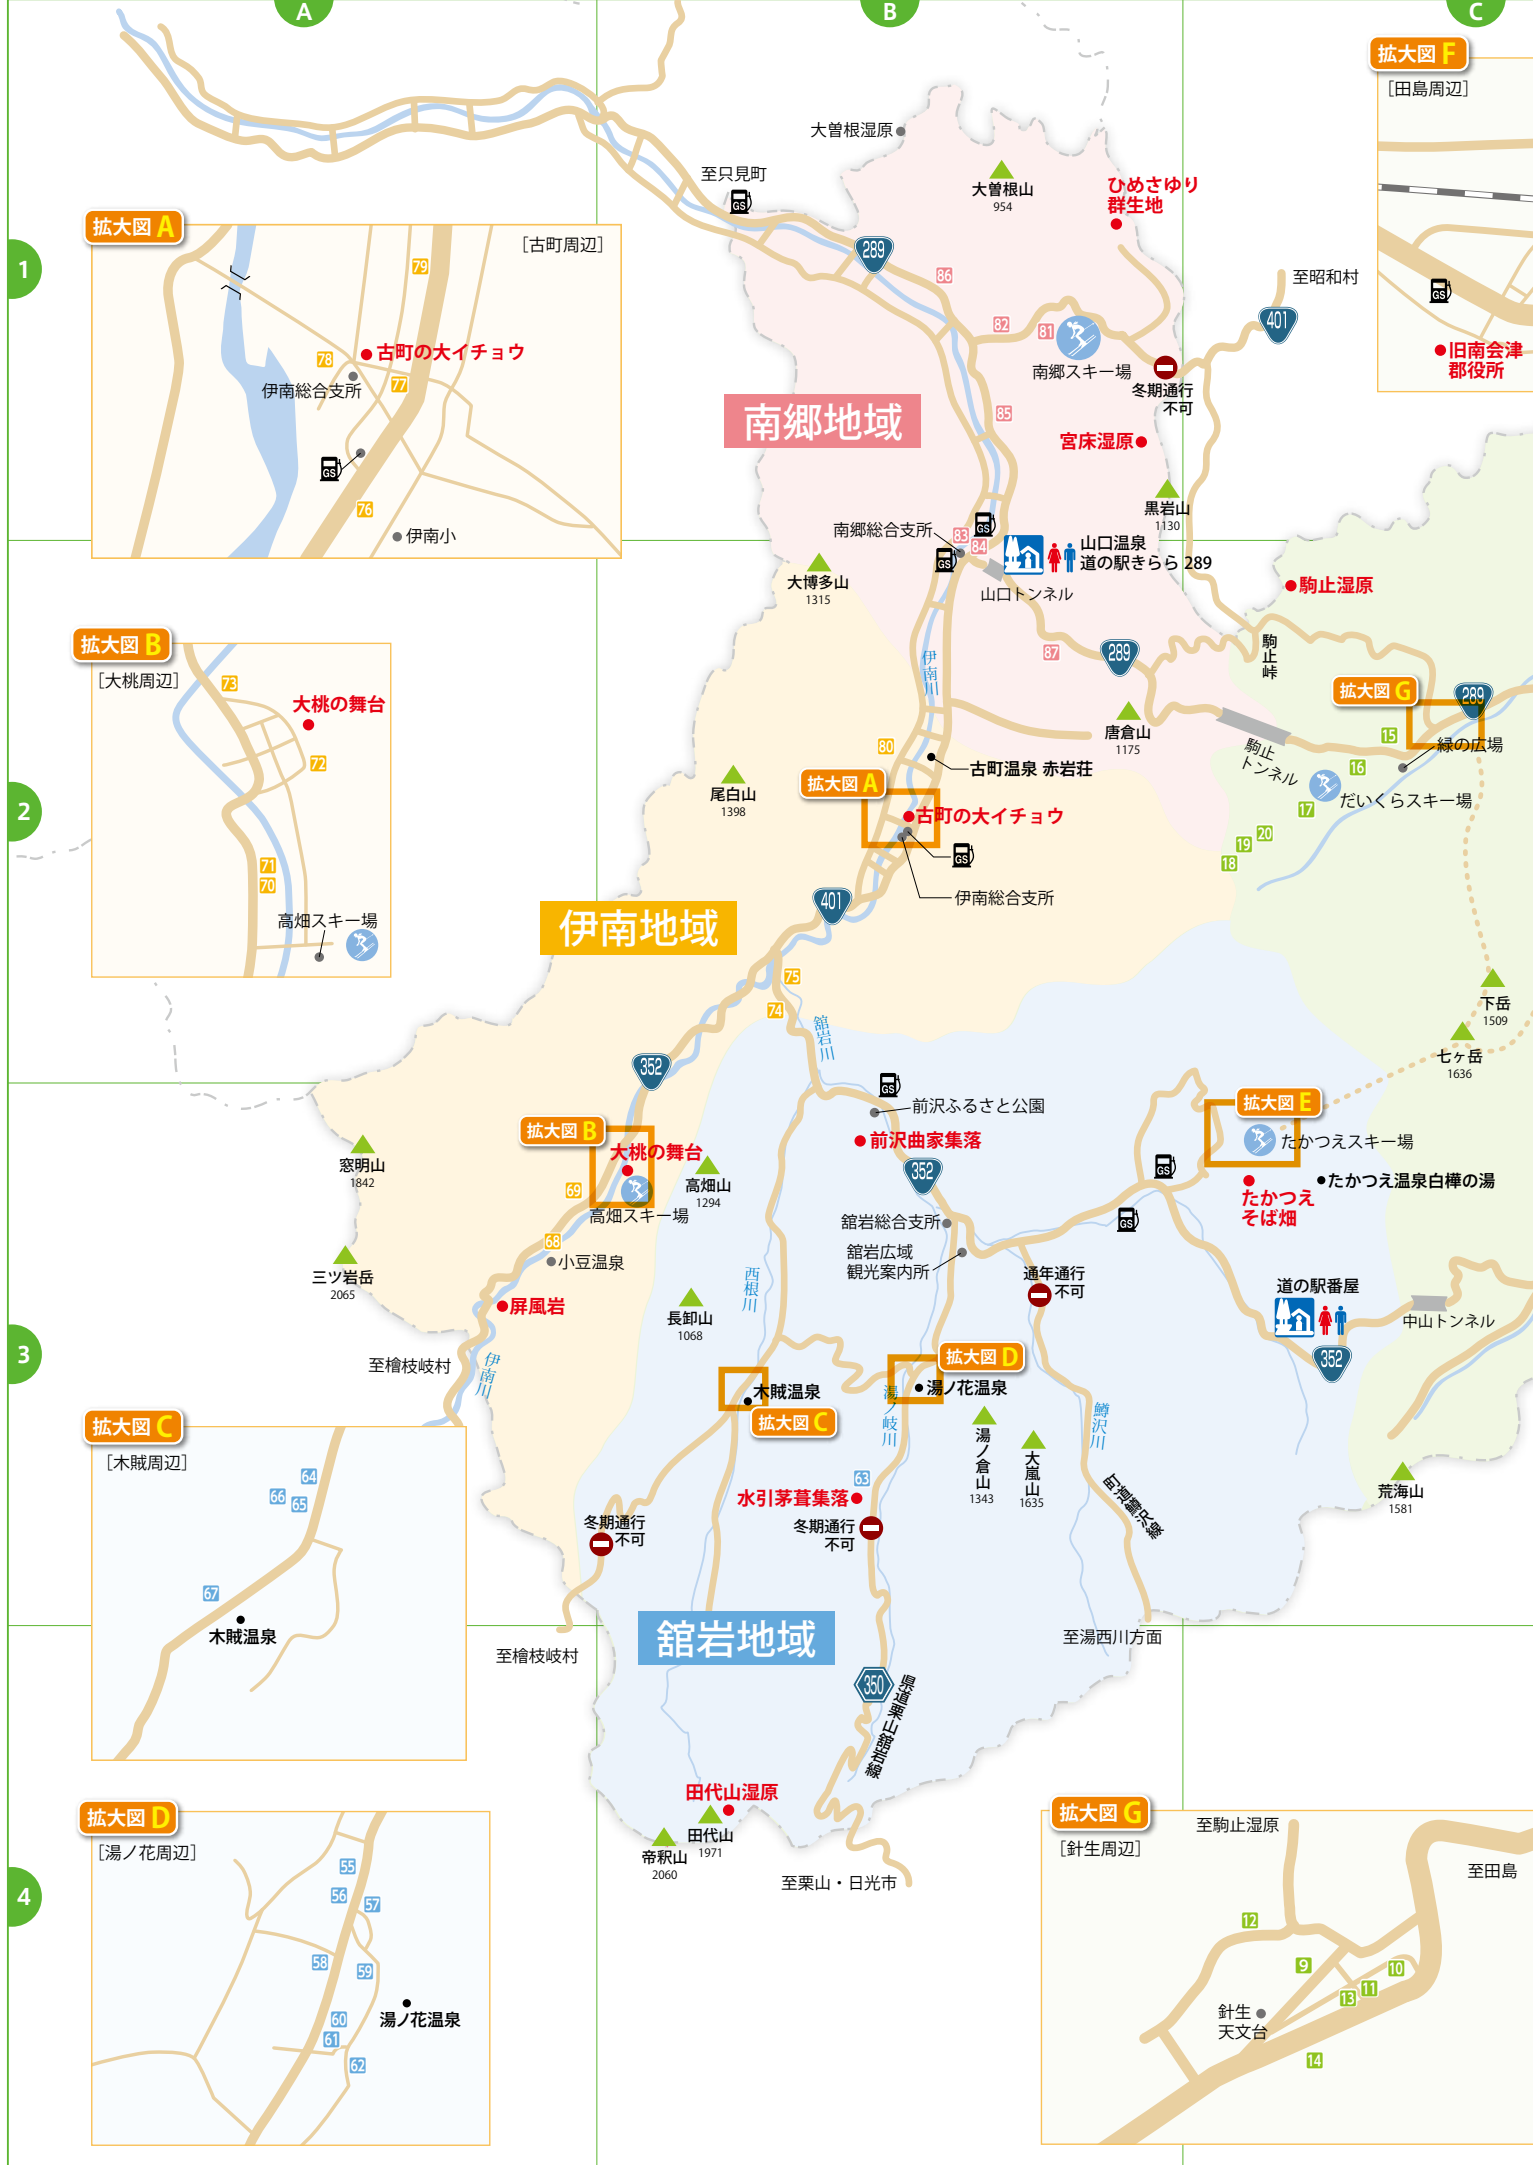 A
B
C
1
2
3
4
拡大図 F
［田島周辺］
旧南会津
郡役所
大曽根湿原
至只見町
GS
大曽根山
954
ひめさゆり
群生地
289
86
82
81
南郷スキー場
至昭和村
401
冬期通行
不可
85
南郷地域
宮床湿原
黒岩山
1130
南郷総合支所
83
84
GS
GS
山口温泉
道の駅きらら 289
山口トンネル
大博多山
1315
駒止湿原
駒止峠
伊南川
87
289
唐倉山
1175
駒止
トンネル
拡大図 G
289
15
緑の広場
16
だいくらスキー場
17
20
19
18
拡大図 A
［古町周辺］
79
古町の大イチョウ
78
伊南総合支所
77
GS
76
伊南小
拡大図 B
［大桃周辺］
73
大桃の舞台
72
71
70
高畑スキー場
80
古町温泉 赤岩荘
拡大図 A
古町の大イチョウ
GS
伊南総合支所
尾白山
1398
401
伊南地域
75
74
舘岩川
352
下岳
1509
七ヶ岳
1636
GS
前沢ふるさと公園
前沢曲家集落
352
拡大図 E
たかつえスキー場
たかつえ温泉白樺の湯
たかつえ
そば畑
GS
GS
窓明山
1842
拡大図 B
大桃の舞台
69
高畑スキー場
高畑山
1294
68
小豆温泉
三ツ岩岳
2065
屏風岩
至檜枝岐村
伊南川
舘岩総合支所
舘岩広域
観光案内所
通年通行
不可
西根川
長卸山
1068
道の駅番屋
352
中山トンネル
拡大図 D
湯ノ花温泉
木賊温泉
拡大図 C
湯ノ岐川
湯ノ倉山
1343
大嵐山
1635
鱒沢川
町道鱒沢線
荒海山
1581
63
水引茅葺集落
冬期通行
不可
冬期通行
不可
拡大図 C
［木賊周辺］
64
66
65
67
木賊温泉
至檜枝岐村
舘岩地域
至湯西川方面
350
県道栗山舘岩線
田代山湿原
田代山
1971
帝釈山
2060
至栗山・日光市
拡大図 D
［湯ノ花周辺］
55
56
57
58
59
湯ノ花温泉
60
61
62
拡大図 G
［針生周辺］
至駒止湿原
至田島
12
9
10
11
13
針生
天文台
14
GS